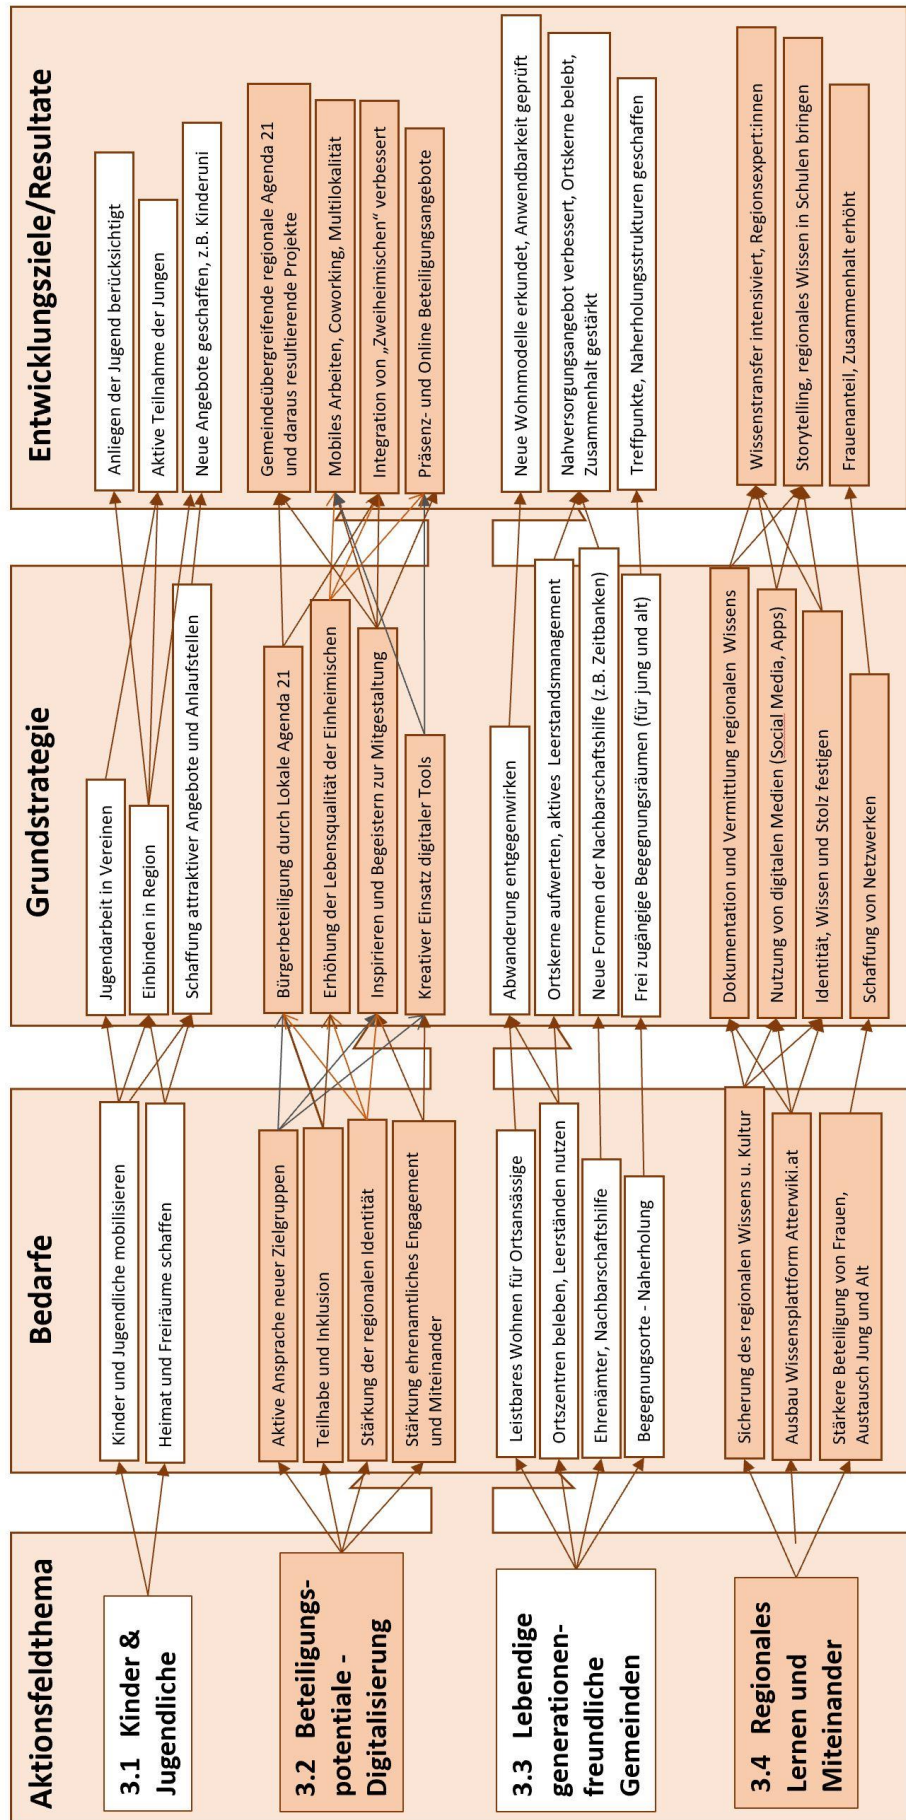 Aktionsfeldthema
3.1 Kinder &
Jugendliche
3.2 Beteiligungs-
potentiale -
Digitalisierung
3.3 Lebendige
generationen-
freundliche
Gemeinden
3.4 Regionales
Lernen und
Miteinander
Bedarfe
Kinder und Jugendliche mobilisieren
Heimat und Freiräume schaffen
Aktive Ansprache neuer Zielgruppen
Teilhabe und Inklusion
Stärkung der regionalen Identität
Stärkung ehrenamtliches Engagement
und Miteinander
Leistbares Wohnen für Ortsansässige
Ortszentren beleben, Leerständen nutzen
Ehrenämter, Nachbarschaftshilfe
Begegnungsorte - Naherholung
Sicherung des regionalen Wissens u. Kultur
Ausbau Wissensplattform Atterwiki.at
Stärkere Beteiligung von Frauen,
Austausch Jung und Alt
Grundstrategie
Jugendarbeit in Vereinen
Einbinden in Region
Schaffung attraktiver Angebote und Anlaufstellen
Bürgerbeteiligung durch Lokale Agenda 21
Erhöhung der Lebensqualität der Einheimischen
Inspirieren und Begeistern zur Mitgestaltung
Kreativer Einsatz digitaler Tools
Abwanderung entgegenwirken
Ortskerne aufwerten, aktives Leerstandsmanagement
Neue Formen der Nachbarschaftshilfe (z.B. Zeitbanken)
Frei zugängige Begegnungsräumen (für jung und alt)
Dokumentation und Vermittlung regionalen Wissens
Nutzung von digitalen Medien (Social Media, Apps)
Identität, Wissen und Stolz festigen
Schaffung von Netzwerken
Entwicklungsziele/Resultate
Anliegen der Jugend berücksichtigt
Aktive Teilnahme der Jungen
Neue Angebote geschaffen, z.B. Kinderuni
Gemeindeübergreifende regionale Agenda 21
und daraus resultierende Projekte
Mobiles Arbeiten, Coworking, Multilokalität
Integration von „Zweiheimischen“ verbessert
Präsenz- und Online Beteiligungsangebote
Neue Wohnmodelle erkundet, Anwendbarkeit geprüft
Nahversorgungsangebot verbessert, Ortskerne belebt,
Zusammenhalt gestärkt
Treffpunkte, Naherholungsstrukturen geschaffen
Wissenstransfer intensiviert, Regionsexpert:innen
Storytelling, regionales Wissen in Schulen bringen
Frauenanteil, Zusammenhalt erhöht